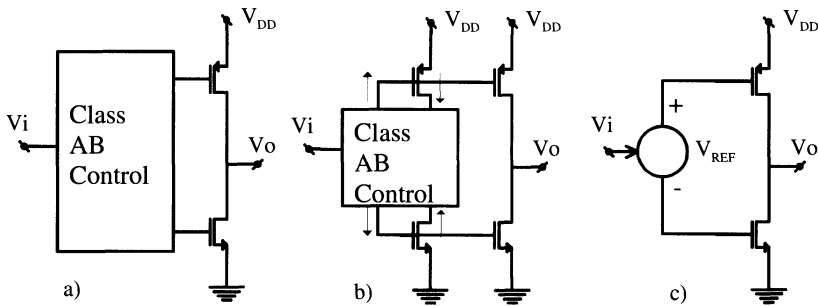 V_DD
Class
AB
Control
Vi
Vo
a)
V_DD
V_DD
Class
AB
Control
Vi
Vo
b)
V_DD
+
Vi
V_REF
-
Vo
c)